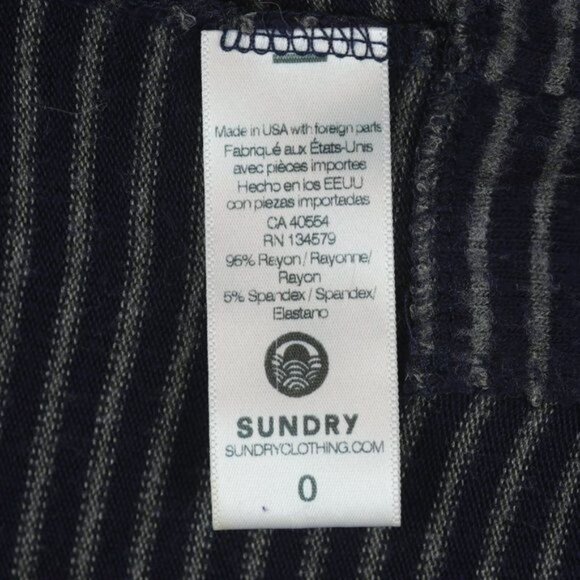 Made in USA with foreign parts
Fabriqué aux États-Unis
avec pièces importes
Hecho en los EEUU
con piezas importadas
CA 40554
RN 134579
95% Rayon / Rayonne/
Rayon
5% Spandex / Spandex/
Elastano
SUNDRY
SUNDRYCLOTHING.COM
0